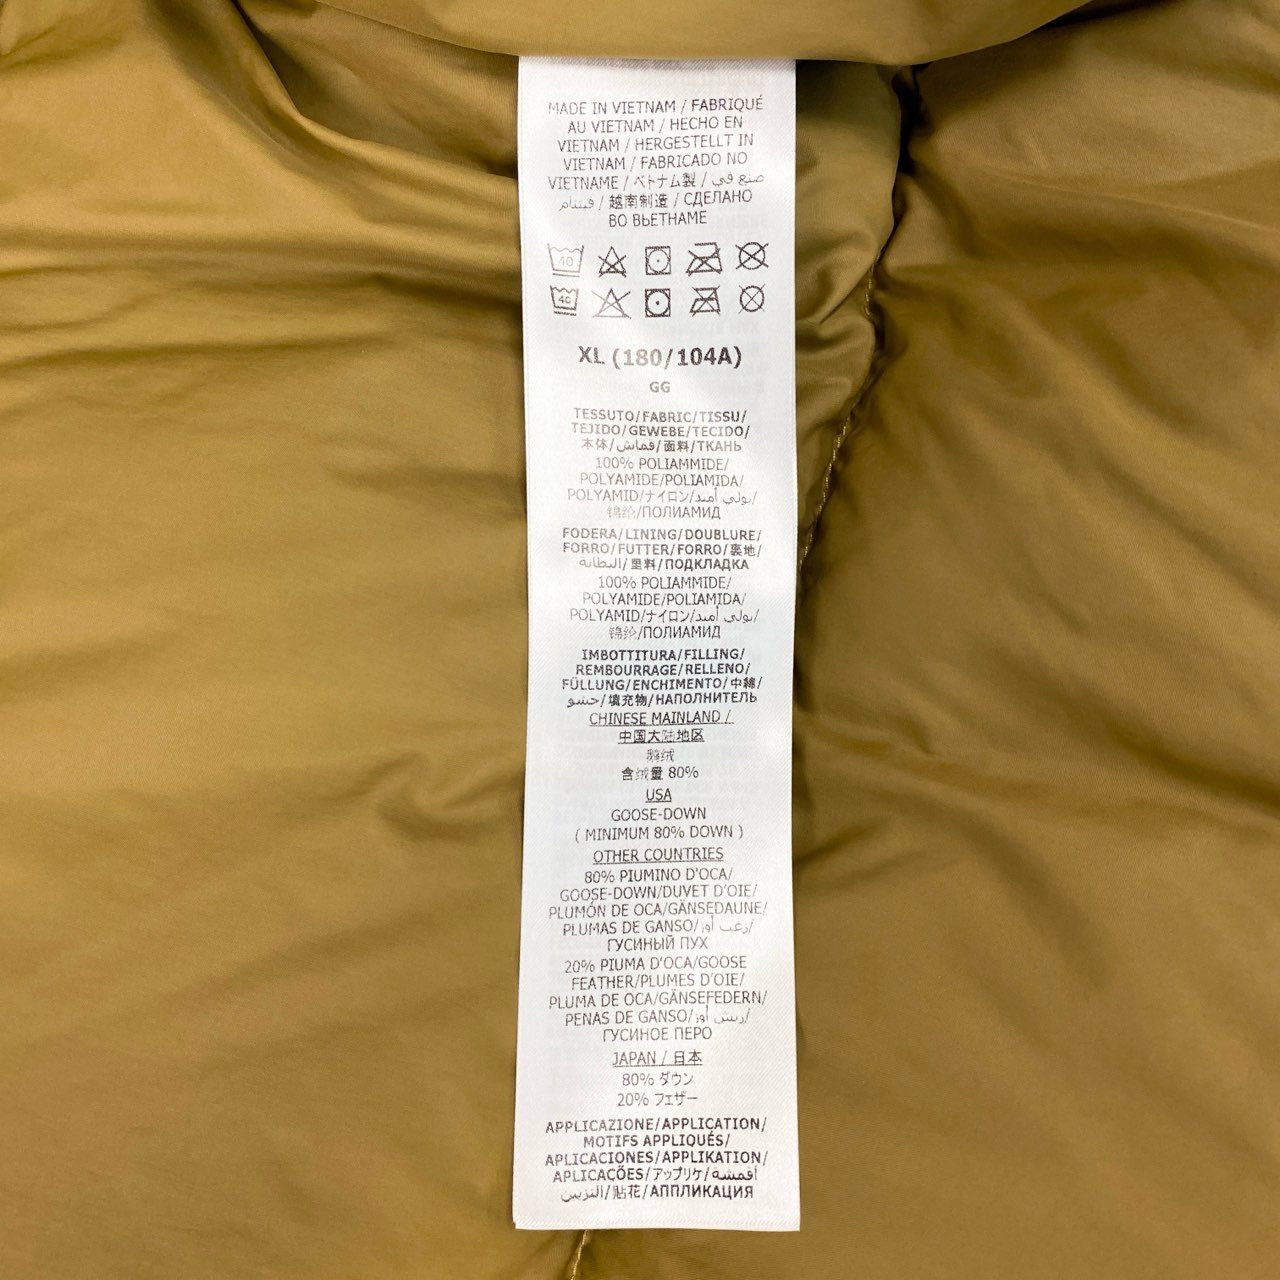 MADE IN VIETNAM / FABRIQUÉ
AU VIETNAM / HECHO EN
VIETNAM / HERGESTELLT IN
VIETNAM / FABRICADO NO
VIETNAME / ベトナム製 / صنع في
فيتنام / 越南制造 / СДЕЛАНО
ВО ВЬЕТНАМЕ
40
40
XL (180/104A)
GG
TESSUTO/FABRIC/TISSU/
TEJIDO/GEWEBE/TECIDO/
本体/قماش/面料/ТКАНЬ
100% POLIAMMIDE/
POLYAMIDE/POLIAMIDA/
POLYAMID/ナイロン/بولي أميد/
锦纶/ПОЛИАМИД
FODERA/LINING/DOUBLURE/
FORRO/FUTTER/FORRO/裏地/
البطانة/里料/ПОДКЛАДКА
100% POLIAMMIDE/
POLYAMIDE/POLIAMIDA/
POLYAMID/ナイロン/بولي أميد/
锦纶/ПОЛИАМИД
IMBOTTITURA/FILLING/
REMBOURRAGE/RELLENO/
FÜLLUNG/ENCHIMENTO/中綿/
حشو/填充物/НАПОЛНИТЕЛЬ
CHINESE MAINLAND /
中国大陆地区
鹅绒
含绒量 80%
USA
GOOSE-DOWN
( MINIMUM 80% DOWN )
OTHER COUNTRIES
80% PIUMINO D'OCA/
GOOSE-DOWN/DUVET D'OIE/
PLUMÓN DE OCA/GÄNSEDAUNE/
PLUMAS DE GANSO/زغب أوز/
ГУСИНЫЙ ПУХ
20% PIUMA D'OCA/GOOSE
FEATHER/PLUMES D'OIE/
PLUMA DE OCA/GÄNSEFEDERN/
PENAS DE GANSO/ريش أوز/
ГУСИНОЕ ПЕРО
JAPAN / 日本
80% ダウン
20% フェザー
APPLICAZIONE/APPLICATION/
MOTIFS APPLIQUÉS/
APLICACIONES/APPLIKATION/
APLICAÇÕES/アップリケ/أقمشة
التزيين/贴花/АППЛИКАЦИЯ